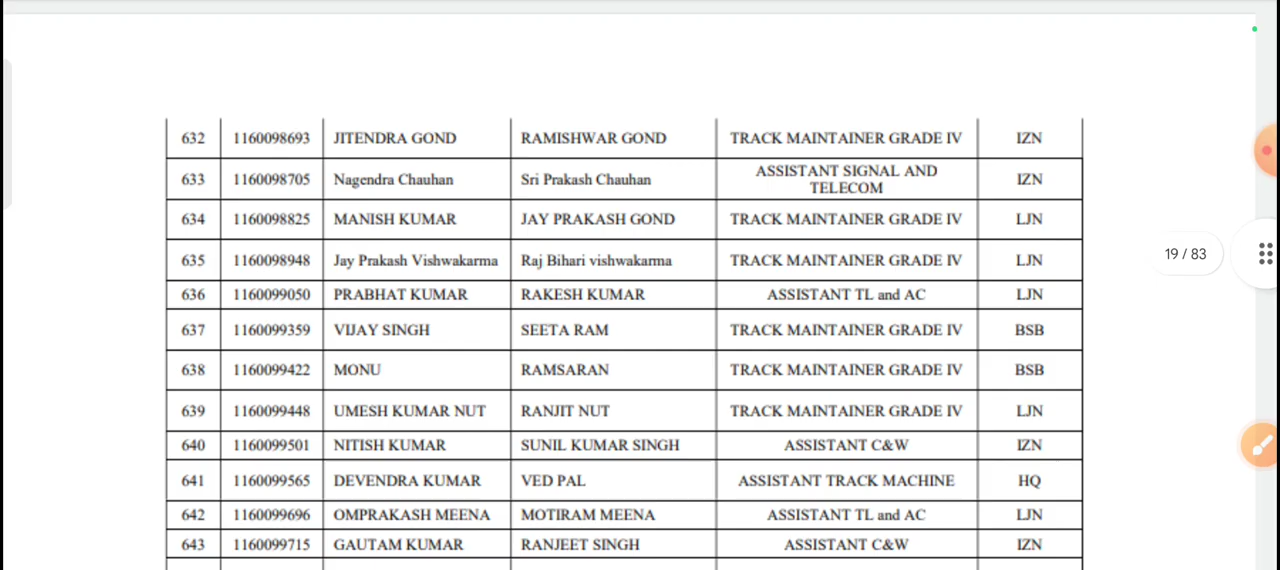 632 1160098693 JITENDRA GOND RAMISHWAR GOND TRACK MAINTAINER GRADE IV IZN
633 1160098705 Nagendra Chauhan Sri Prakash Chauhan ASSISTANT SIGNAL AND TELECOM IZN
634 1160098825 MANISH KUMAR JAY PRAKASH GOND TRACK MAINTAINER GRADE IV LJN
635 1160098948 Jay Prakash Vishwakarma Raj Bihari vishwakarma TRACK MAINTAINER GRADE IV LJN
636 1160099050 PRABHAT KUMAR RAKESH KUMAR ASSISTANT TL and AC LJN
637 1160099359 VIJAY SINGH SEETA RAM TRACK MAINTAINER GRADE IV BSB
638 1160099422 MONU RAMSARAN TRACK MAINTAINER GRADE IV BSB
639 1160099448 UMESH KUMAR NUT RANJIT NUT TRACK MAINTAINER GRADE IV LJN
640 1160099501 NITISH KUMAR SUNIL KUMAR SINGH ASSISTANT C&W IZN
641 1160099565 DEVENDRA KUMAR VED PAL ASSISTANT TRACK MACHINE HQ
642 1160099696 OMPRAKASH MEENA MOTIRAM MEENA ASSISTANT TL and AC LJN
643 1160099715 GAUTAM KUMAR RANJEET SINGH ASSISTANT C&W IZN
19 / 83